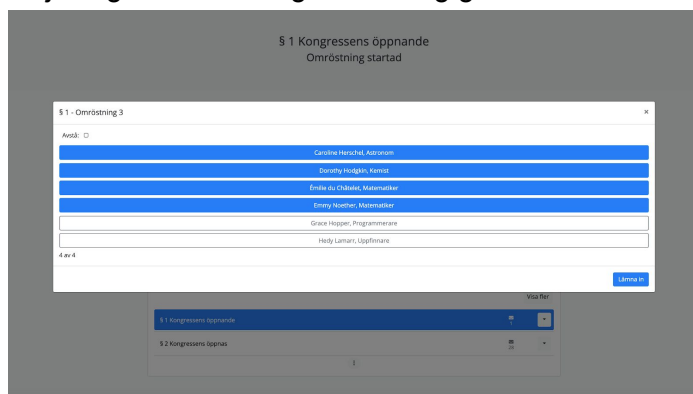 § 1 Kongressens öppnande
Omröstning startad
§ 1 - Omröstning 3
×
Avstå:
Caroline Herschel, Astronom
Dorothy Hodgkin, Kemist
Émilie du Châtelet, Matematiker
Emmy Noether, Matematiker
Grace Hopper, Programmerare
Hedy Lamarr, Uppfinnare
4 av 4
Lämna in
Visa fler
§ 1 Kongressens öppnande
§ 2 Kongressens öppnas